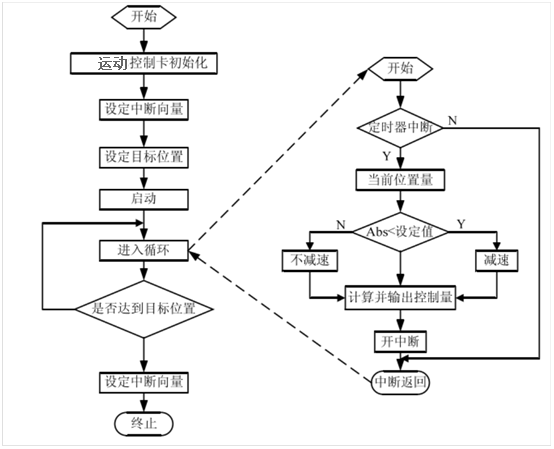 开始
运动控制卡初始化
设定中断向量
设定目标位置
启动
进入循环
是否达到目标位置
设定中断向量
终止
开始
定时器中断
N
Y
当前位置量
Abs<设定值
N
Y
不减速
减速
计算并输出控制量
开中断
中断返回